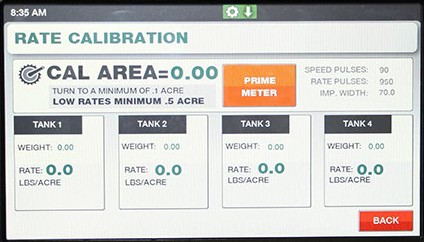 8:35 AM
RATE CALIBRATION
CAL AREA=0.00
TURN TO A MINIMUM OF .1 ACRE
LOW RATES MINIMUM .5 ACRE
PRIME
METER
SPEED PULSES: 90
RATE PULSES: 960
IMP. WIDTH: 70.0
TANK 1
WEIGHT: 0.00
RATE: 0.0
LBS/ACRE
TANK 2
WEIGHT: 0.00
RATE: 0.0
LBS/ACRE
TANK 3
WEIGHT: 0.00
RATE: 0.0
LBS/ACRE
TANK 4
WEIGHT: 0.00
RATE: 0.0
LBS/ACRE
BACK